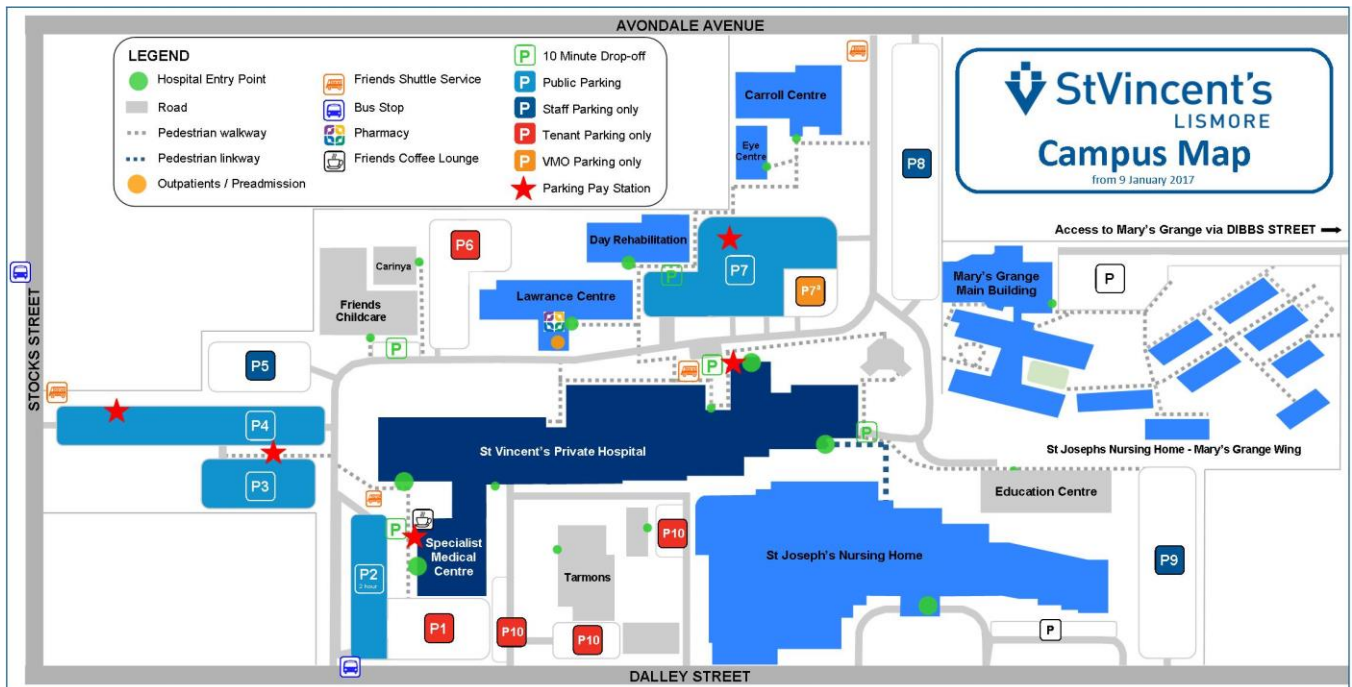 AVONDALE AVENUE
LEGEND
Hospital Entry Point
Road
Pedestrian walkway
Pedestrian linkway
Outpatients / Preadmission
Friends Shuttle Service
Bus Stop
Pharmacy
Friends Coffee Lounge
P 10 Minute Drop-off
P Public Parking
P Staff Parking only
P Tenant Parking only
P VMO Parking only
Parking Pay Station
StVincent's
LISMORE
Campus Map
from 9 January 2017
Carroll Centre
Eye
Centre
P8
Access to Mary's Grange via DIBBS STREET
P6
Day Rehabilitation
P7
P
P7ª
Carinya
Mary's Grange
Main Building
P
Lawrance Centre
Friends
Childcare
P
STOCKS STREET
P5
P
P4
P
St Vincent's Private Hospital
St Josephs Nursing Home - Mary's Grange Wing
P3
Education Centre
P
Specialist
Medical
Centre
P10
St Joseph's Nursing Home
P2
2 hour
Tarmons
P9
P1
P10
P10
P
DALLEY STREET